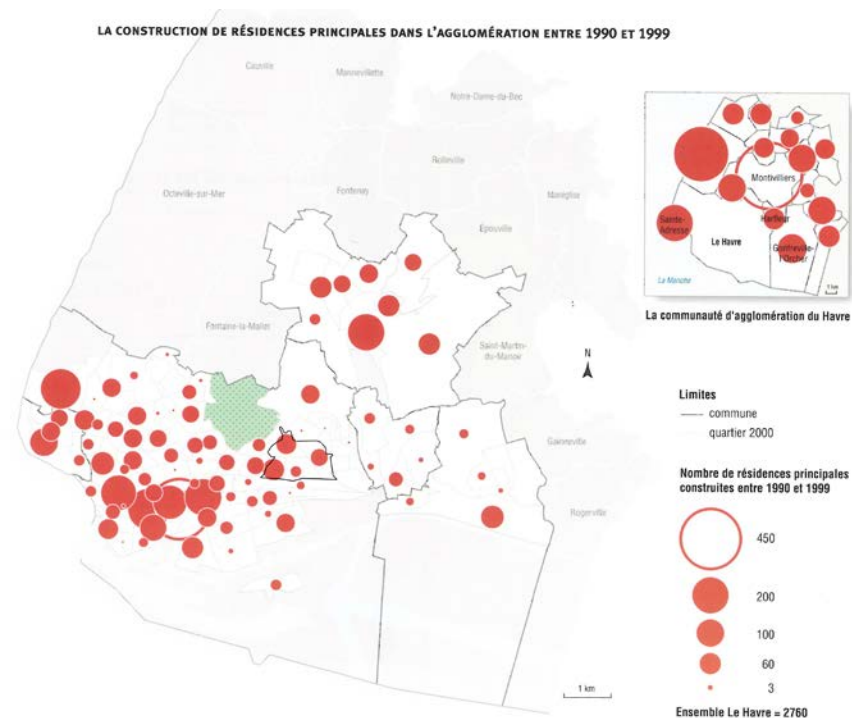 LA CONSTRUCTION DE RÉSIDENCES PRINCIPALES DANS L'AGGLOMÉRATION ENTRE 1990 ET 1999
Cauville
Mannevillette
Notre-Dame-du-Bec
Rolleville
Octeville-sur-Mer
Fontenay
Manéglise
Épouville
Fontaine-la-Mallet
Saint-Martin-
du-Manoir
Gainneville
Rogerville
N
1 km
Montivilliers
Sainte-
Adresse
Harfleur
Le Havre
Gonfreville-
l'Orcher
La Manche
1 km
La communauté d'agglomération du Havre
Limites
commune
quartier 2000
Nombre de résidences principales
construites entre 1990 et 1999
450
200
100
60
3
Ensemble Le Havre = 2760